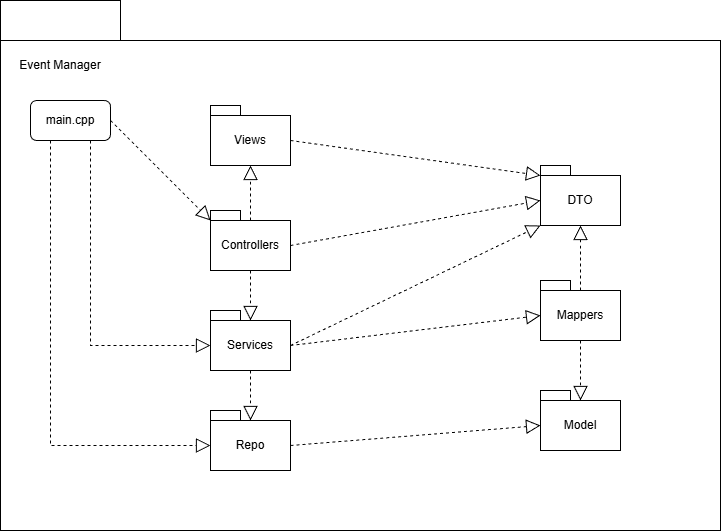 Event Manager
main.cpp
Views
DTO
Controllers
Mappers
Services
Model
Repo